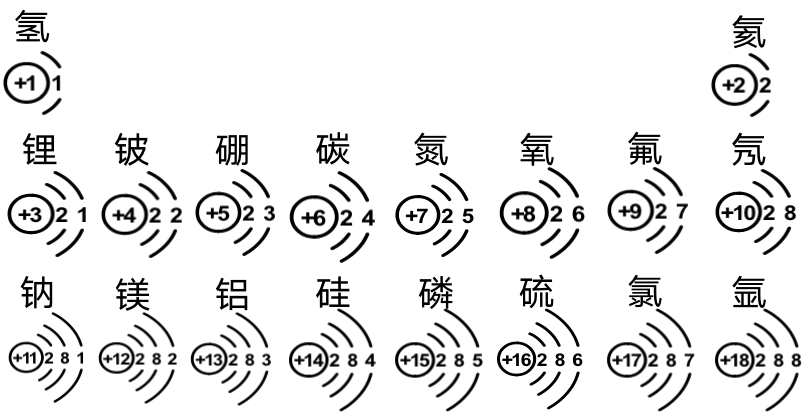 氢 氦
+1 1 +2 2
锂 铍 硼 碳 氮 氧 氟 氖
+3 2 1 +4 2 2 +5 2 3 +6 2 4 +7 2 5 +8 2 6 +9 2 7 +10 2 8
钠 镁 铝 硅 磷 硫 氯 氩
+11 2 8 1 +12 2 8 2 +13 2 8 3 +14 2 8 4 +15 2 8 5 +16 2 8 6 +17 2 8 7 +18 2 8 8